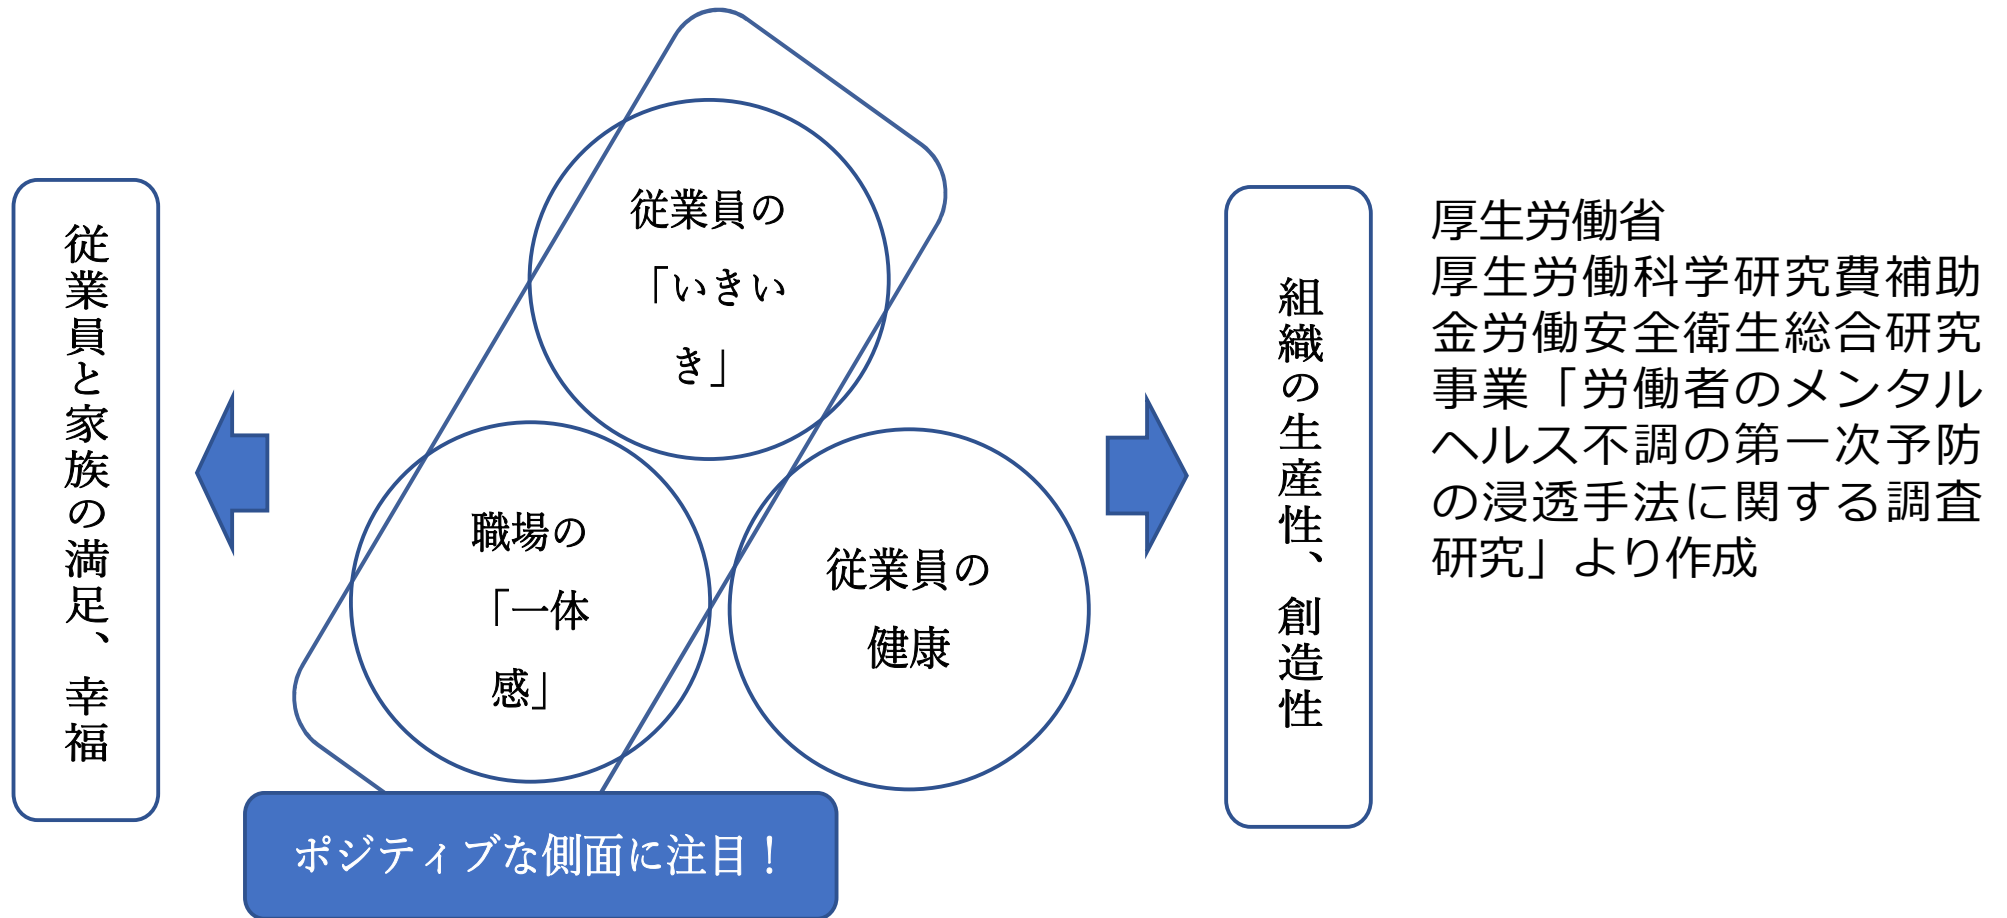 従業員と家族の満足、幸福
従業員の
「いきい
き」
職場の
「一体
感」
従業員の
健康
ポジティブな側面に注目！
組織の生産性、創造性
厚生労働省
厚生労働科学研究費補助
金労働安全衛生総合研究
事業「労働者のメンタル
ヘルス不調の第一次予防
の浸透手法に関する調査
研究」より作成